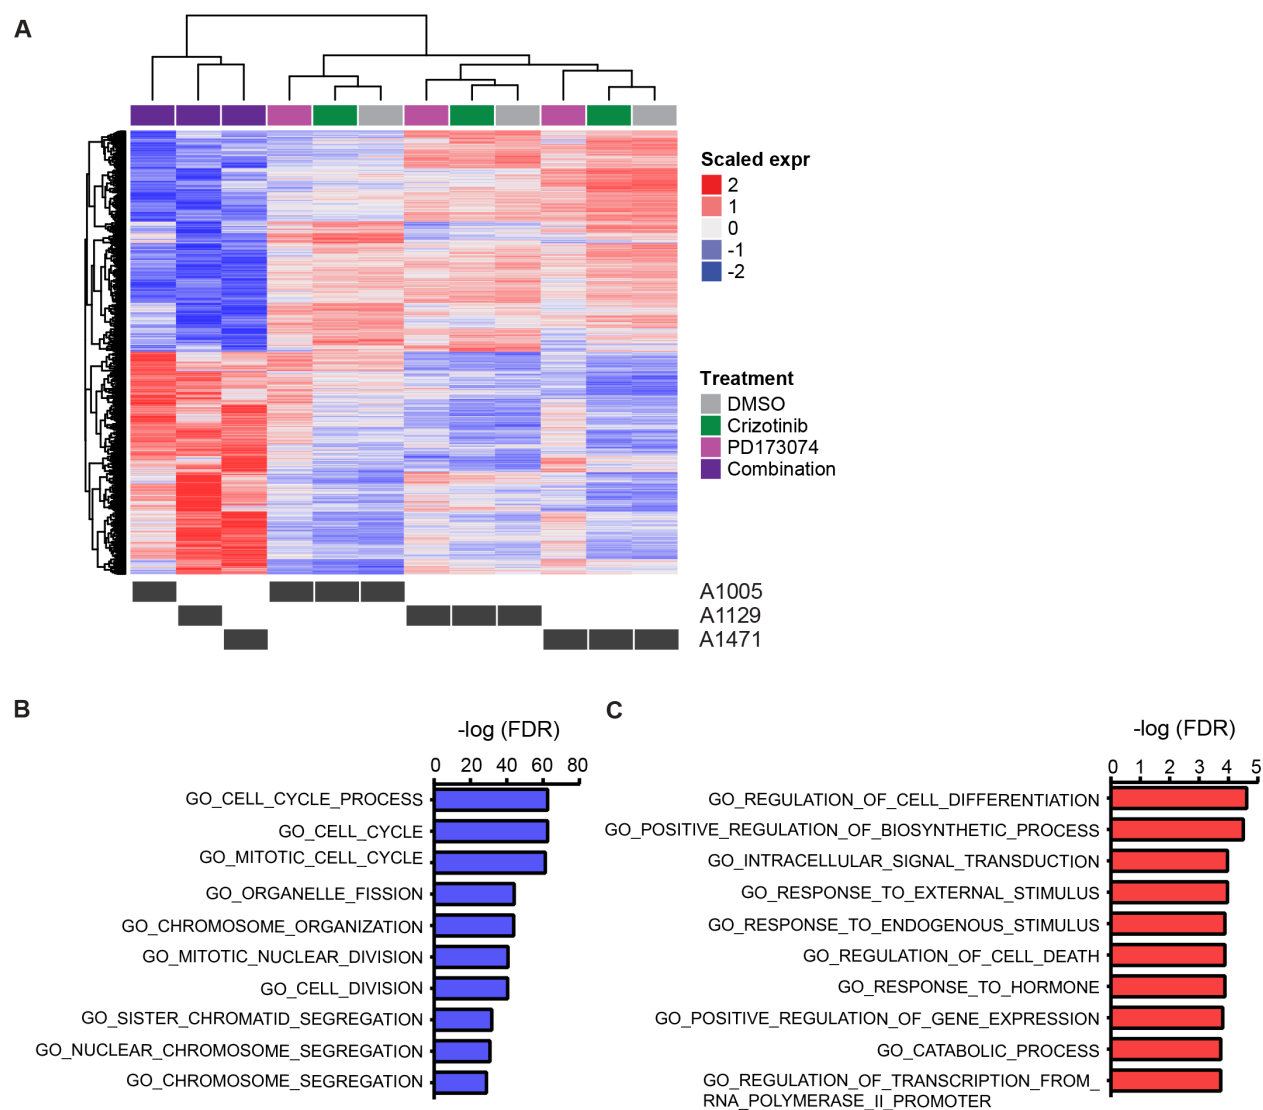 A
Scaled expr
2
1
0
-1
-2
Treatment
DMSO
Crizotinib
PD173074
Combination
A1005
A1129
A1471
B
-log (FDR)
0 20 40 60 80
GO_CELL_CYCLE_PROCESS
GO_CELL_CYCLE
GO_MITOTIC_CELL_CYCLE
GO_ORGANELLE_FISSION
GO_CHROMOSOME_ORGANIZATION
GO_MITOTIC_NUCLEAR_DIVISION
GO_CELL_DIVISION
GO_SISTER_CHROMATID_SEGREGATION
GO_NUCLEAR_CHROMOSOME_SEGREGATION
GO_CHROMOSOME_SEGREGATION
C
-log (FDR)
0 1 2 3 4 5
GO_REGULATION_OF_CELL_DIFFERENTIATION
GO_POSITIVE_REGULATION_OF_BIOSYNTHETIC_PROCESS
GO_INTRACELLULAR_SIGNAL_TRANSDUCTION
GO_RESPONSE_TO_EXTERNAL_STIMULUS
GO_RESPONSE_TO_ENDOGENOUS_STIMULUS
GO_REGULATION_OF_CELL_DEATH
GO_RESPONSE_TO_HORMONE
GO_POSITIVE_REGULATION_OF_GENE_EXPRESSION
GO_CATABOLIC_PROCESS
GO_REGULATION_OF_TRANSCRIPTION_FROM_
RNA_POLYMERASE_II_PROMOTER